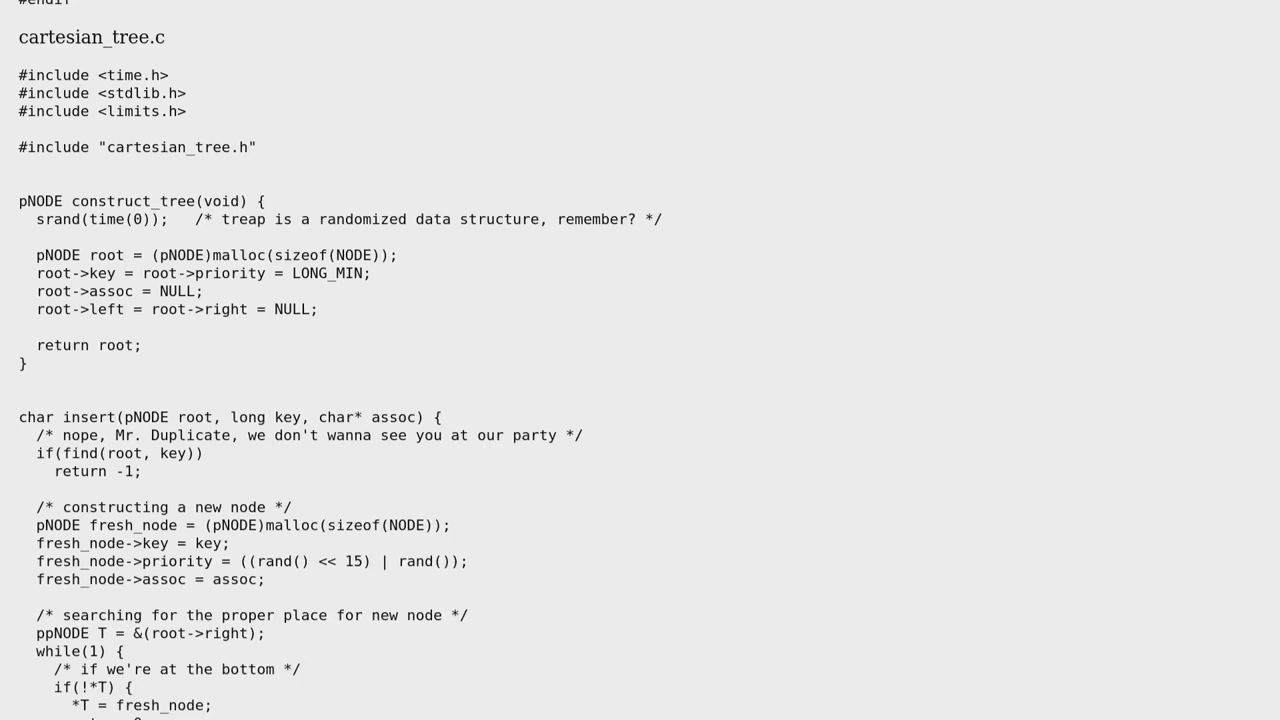 #endif
cartesian_tree.c
#include <time.h>
#include <stdlib.h>
#include <limits.h>
#include "cartesian_tree.h"
pNODE construct_tree(void) {
  srand(time(0));   /* treap is a randomized data structure, remember? */
  pNODE root = (pNODE)malloc(sizeof(NODE));
  root->key = root->priority = LONG_MIN;
  root->assoc = NULL;
  root->left = root->right = NULL;
  return root;
}
char insert(pNODE root, long key, char* assoc) {
  /* nope, Mr. Duplicate, we don't wanna see you at our party */
  if(find(root, key))
    return -1;
  /* constructing a new node */
  pNODE fresh_node = (pNODE)malloc(sizeof(NODE));
  fresh_node->key = key;
  fresh_node->priority = ((rand() << 15) | rand());
  fresh_node->assoc = assoc;
  /* searching for the proper place for new node */
  ppNODE T = &(root->right);
  while(1) {
    /* if we're at the bottom */
    if(!*T) {
      *T = fresh_node;